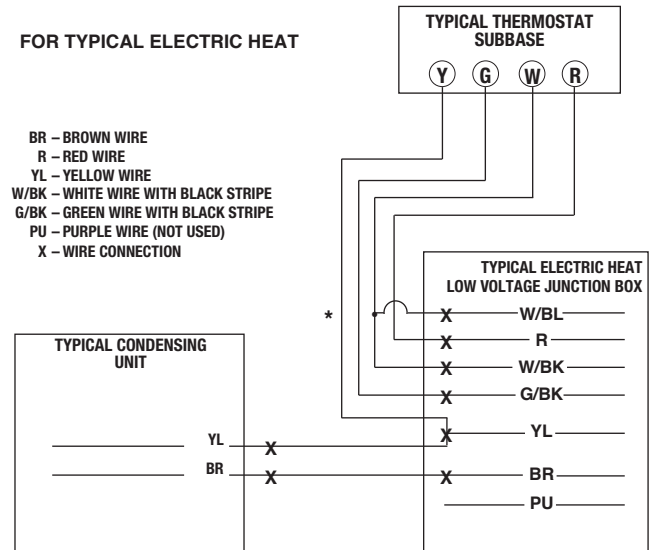 FOR TYPICAL ELECTRIC HEAT
TYPICAL THERMOSTAT
SUBBASE
Y G W R
BR – BROWN WIRE
R – RED WIRE
YL – YELLOW WIRE
W/BK – WHITE WIRE WITH BLACK STRIPE
G/BK – GREEN WIRE WITH BLACK STRIPE
PU – PURPLE WIRE (NOT USED)
X – WIRE CONNECTION
TYPICAL ELECTRIC HEAT
LOW VOLTAGE JUNCTION BOX
*
X W/BL
X R
X W/BK
X G/BK
X YL
X BR
PU
TYPICAL CONDENSING
UNIT
YL X
BR X